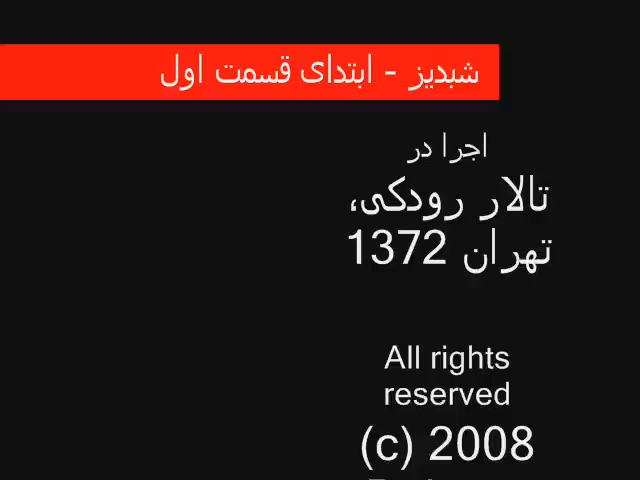 شبدیز - ابتدای قسمت اول
اجرا در
تالار رودکی،
تهران 1372
All rights
reserved
(c) 2008